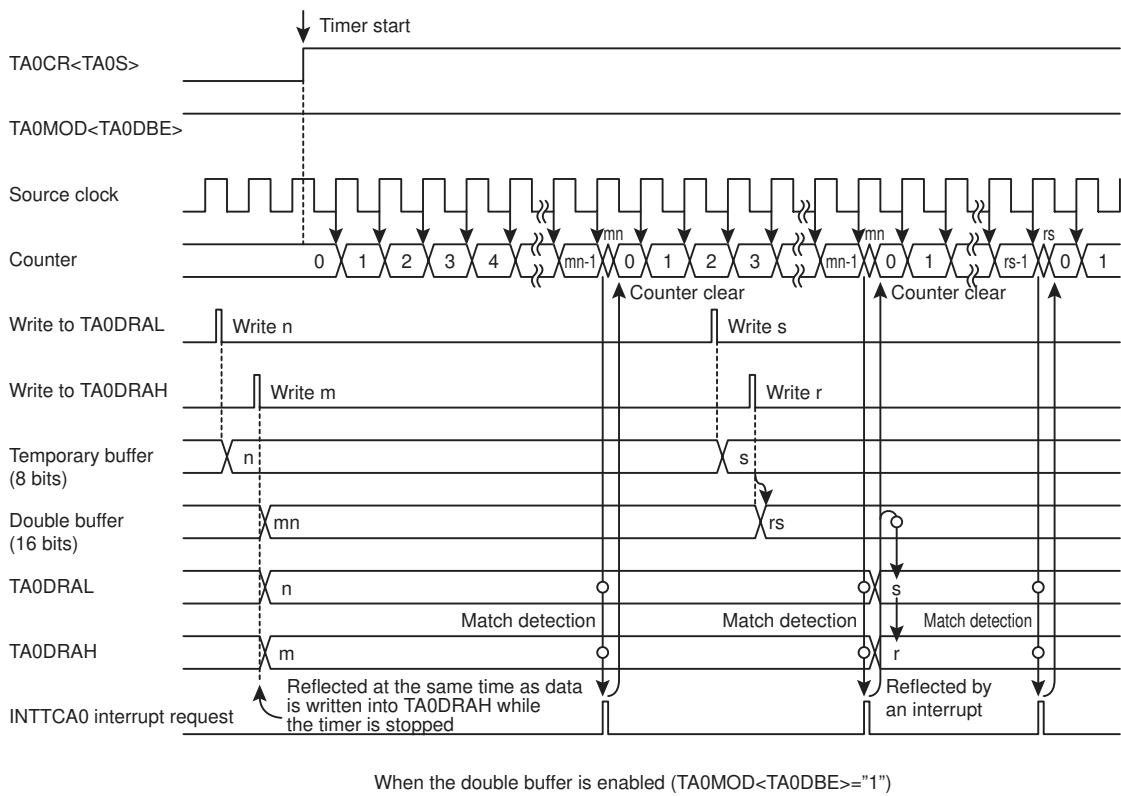 Timer start
TA0CR<TA0S>
TA0MOD<TA0DBE>
Source clock
mn mn rs
Counter 0 1 2 3 4 mn-1 0 1 2 3 mn-1 0 1 rs-1 0 1
Counter clear Counter clear
Write to TA0DRAL Write n Write s
Write to TA0DRAH Write m Write r
Temporary buffer n s
(8 bits)
Double buffer mn rs
(16 bits)
TA0DRAL n s
Match detection Match detection Match detection
TA0DRAH m r
Reflected at the same time as data
is written into TA0DRAH while
the timer is stopped
Reflected by
an interrupt
INTTCA0 interrupt request
When the double buffer is enabled (TA0MOD<TA0DBE>="1")